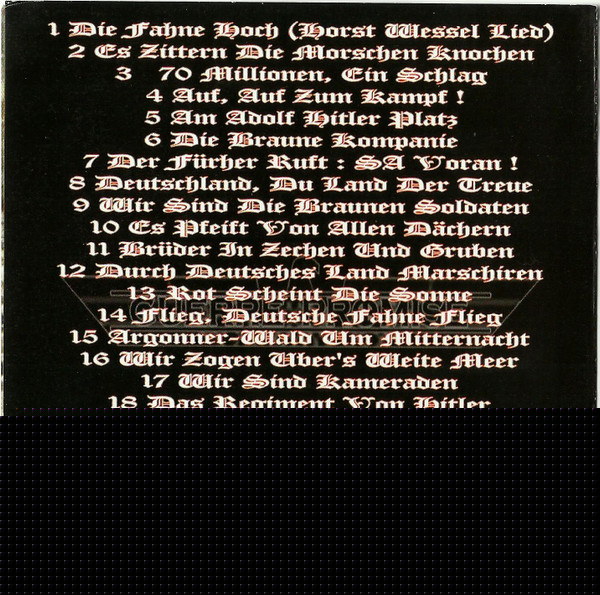 1 Die Fahne Hoch (Horst Wessel Lied)
2 Es Zittern Die Morschen Knochen
3 70 Millionen, Ein Schlag
4 Auf, Auf Zum Kampf !
5 Am Adolf Hitler Platz
6 Die Braune Kompanie
7 Der Fürher Ruft : SA Voran !
8 Deutschland, Du Land Der Treue
9 Wir Sind Die Braunen Soldaten
10 Es Pfeift Von Allen Dächern
11 Brüder In Zechen Und Gruben
12 Durch Deutsches Land Marschiren
13 Rot Scheint Die Sonne
14 Flieg, Deutsche Fahne Flieg
15 Argonner-Wald Um Mitternacht
16 Wir Zogen Uber's Weite Meer
17 Wir Sind Kameraden
18 Das Regiment Von Hitler